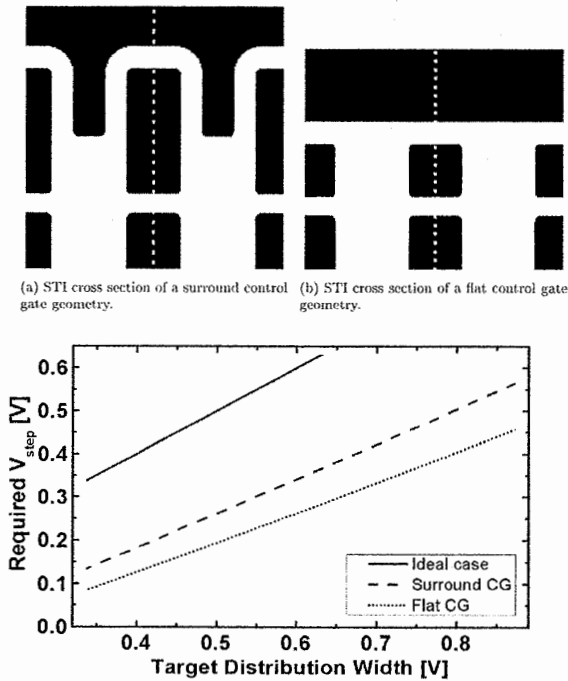 (a) STI cross section of a surround control
gate geometry.
(b) STI cross section of a flat control gate
geometry.
Required Vstep [V]
0.6
0.5
0.4
0.3
0.2
0.1
0.0
Ideal case
Surround CG
Flat CG
0.4 0.5 0.6 0.7 0.8
Target Distribution Width [V]